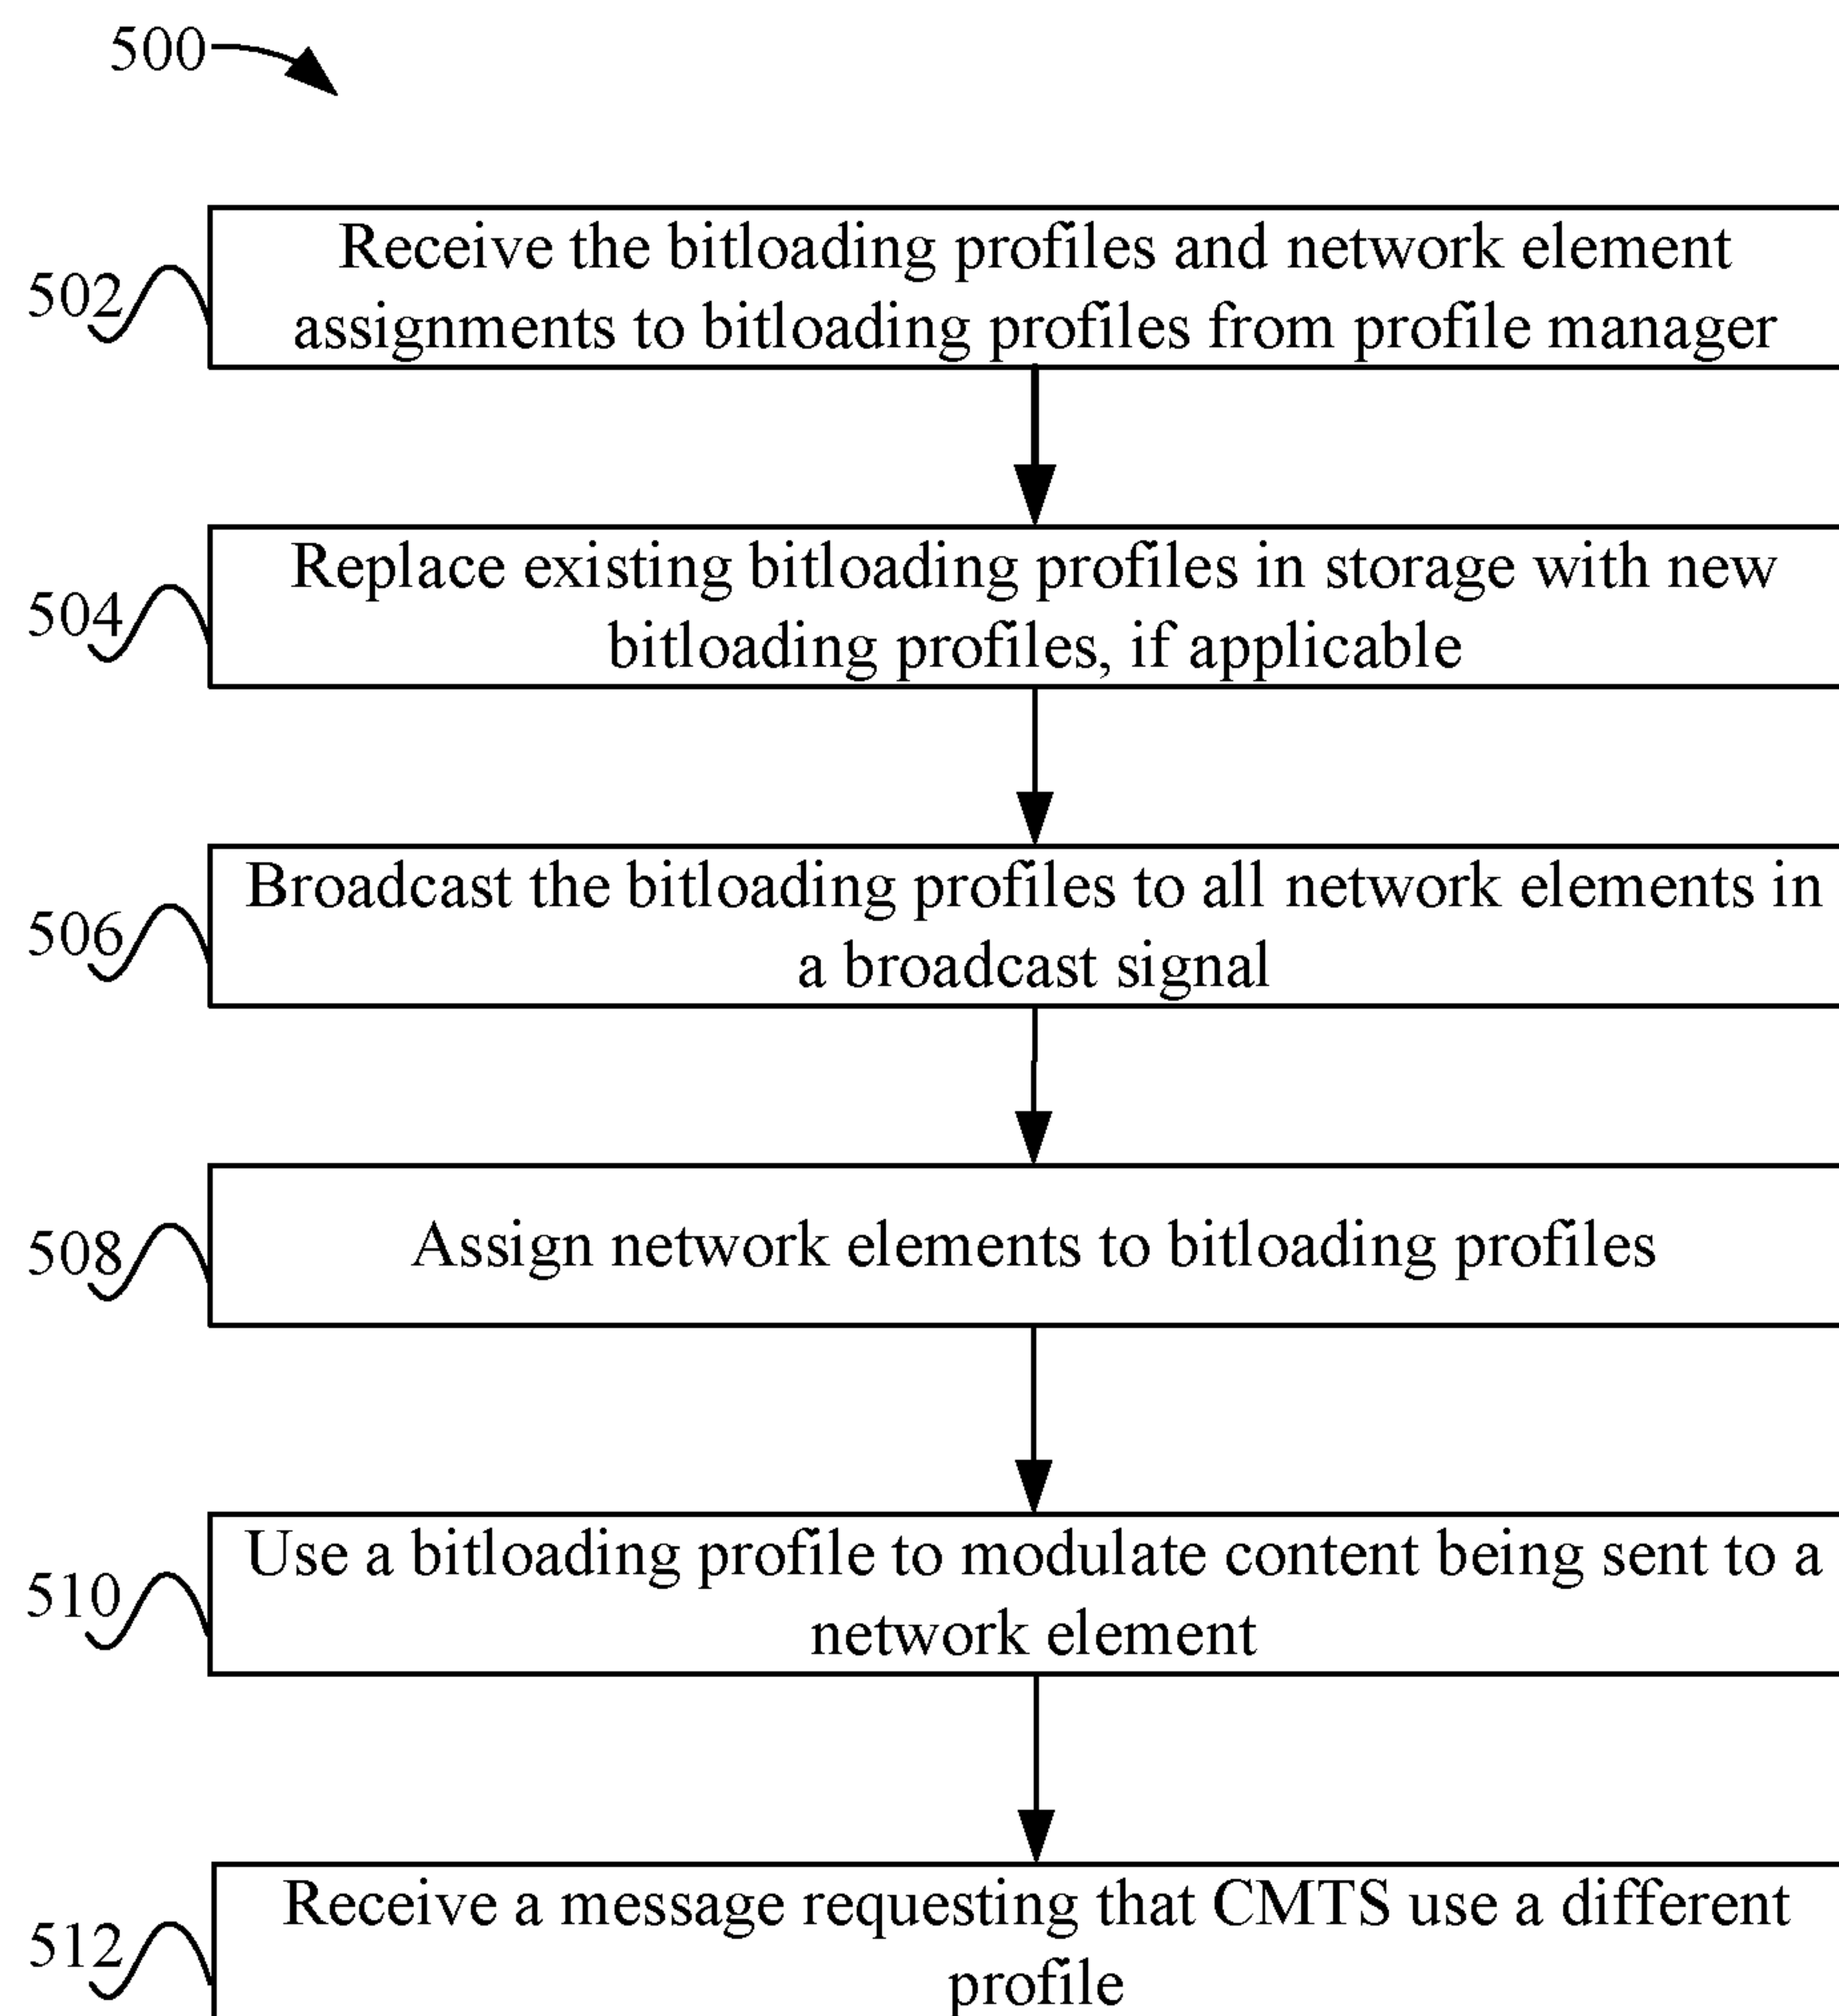 500
502
Receive the bitloading profiles and network element
assignments to bitloading profiles from profile manager
504
Replace existing bitloading profiles in storage with new
bitloading profiles, if applicable
506
Broadcast the bitloading profiles to all network elements in
a broadcast signal
508
Assign network elements to bitloading profiles
510
Use a bitloading profile to modulate content being sent to a
network element
512
Receive a message requesting that CMTS use a different
profile